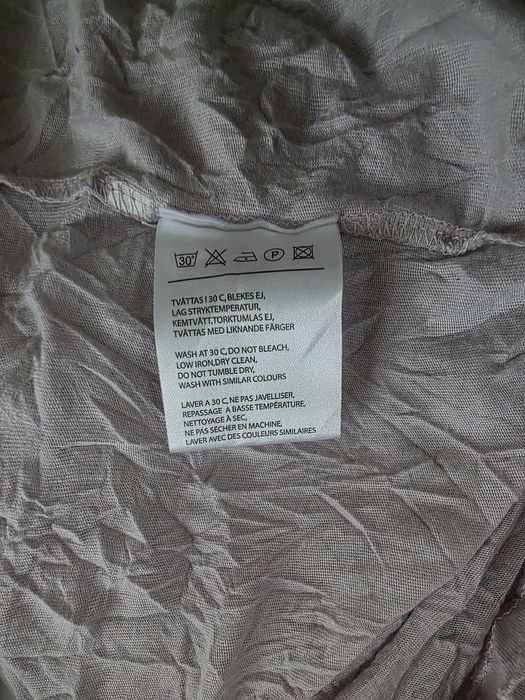 30°
P
TVÄTTAS I 30 C, BLEKES EJ,
LAG STRYKTEMPERATUR,
KEMTVÄTT,TORKTUMLAS EJ,
TVÄTTAS MED LIKNANDE FÄRGER
WASH AT 30 C, DO NOT BLEACH,
LOW IRON,DRY CLEAN,
DO NOT TUMBLE DRY,
WASH WITH SIMILAR COLOURS
LAVER A 30 C, NE PAS JAVELLISER,
REPASSAGE A BASSE TEMPÉRATURE,
NETTOYAGE À SEC,
NE PAS SÉCHER EN MACHINE,
LAVER AVEC DES COULEURS SIMILAIRES